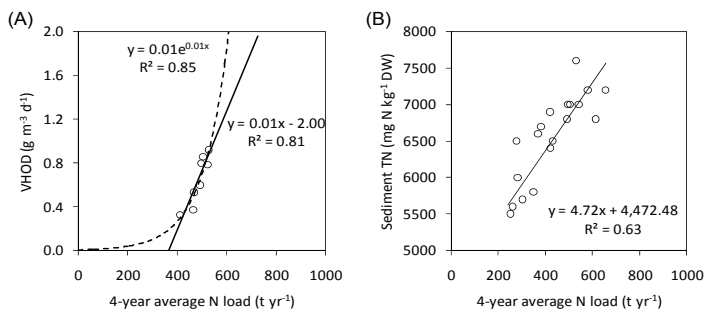 (A)
2.0
1.6
1.2
0.8
0.4
0.0
VHOD (g m⁻³ d⁻¹)
y = 0.01e^0.01x
R² = 0.85
y = 0.01x - 2.00
R² = 0.81
0 200 400 600 800 1000
4-year average N load (t yr⁻¹)
(B)
8000
7500
7000
6500
6000
5500
5000
Sediment TN (mg N kg⁻¹ DW)
y = 4.72x + 4,472.48
R² = 0.63
0 200 400 600 800 1000
4-year average N load (t yr⁻¹)